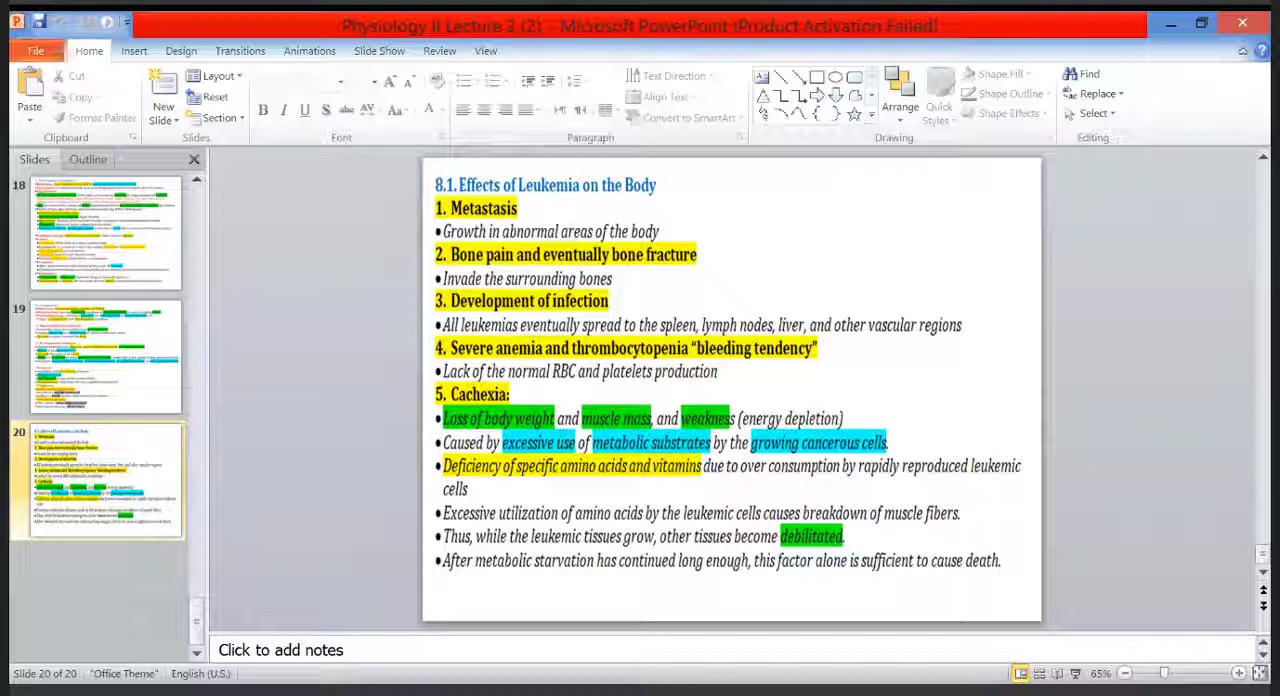 Physiology II Lecture 3 (2) - Microsoft PowerPoint (Product Activation Failed)
File Home Insert Design Transitions Animations Slide Show Review View
Cut
Copy
Format Painter
Paste
Clipboard
New
Slide
Layout
Reset
Section
Slides
Font
Text Direction
Align Text
Convert to SmartArt
Paragraph
Arrange
Quick
Styles
Shape Fill
Shape Outline
Shape Effects
Drawing
Find
Replace
Select
Editing
Slides Outline
18
19
20
8.1. Effects of Leukemia on the Body
1. Metastasis
•Growth in abnormal areas of the body
2. Bone pain and eventually bone fracture
•Invade the surrounding bones
3. Development of infection
•All leukemias eventually spread to the spleen, lymph nodes, liver, and other vascular regions
4. Severe anemia and thrombocytopenia “bleeding tendency”
•Lack of the normal RBC and platelets production
5. Cachexia:
•Loss of body weight and muscle mass, and weakness (energy depletion)
•Caused by excessive use of metabolic substrates by the growing cancerous cells.
•Deficiency of specific amino acids and vitamins due to over consumption by rapidly reproduced leukemic
cells
•Excessive utilization of amino acids by the leukemic cells causes breakdown of muscle fibers.
•Thus, while the leukemic tissues grow, other tissues become debilitated.
•After metabolic starvation has continued long enough, this factor alone is sufficient to cause death.
Click to add notes
Slide 20 of 20 "Office Theme" English (U.S.) 65%